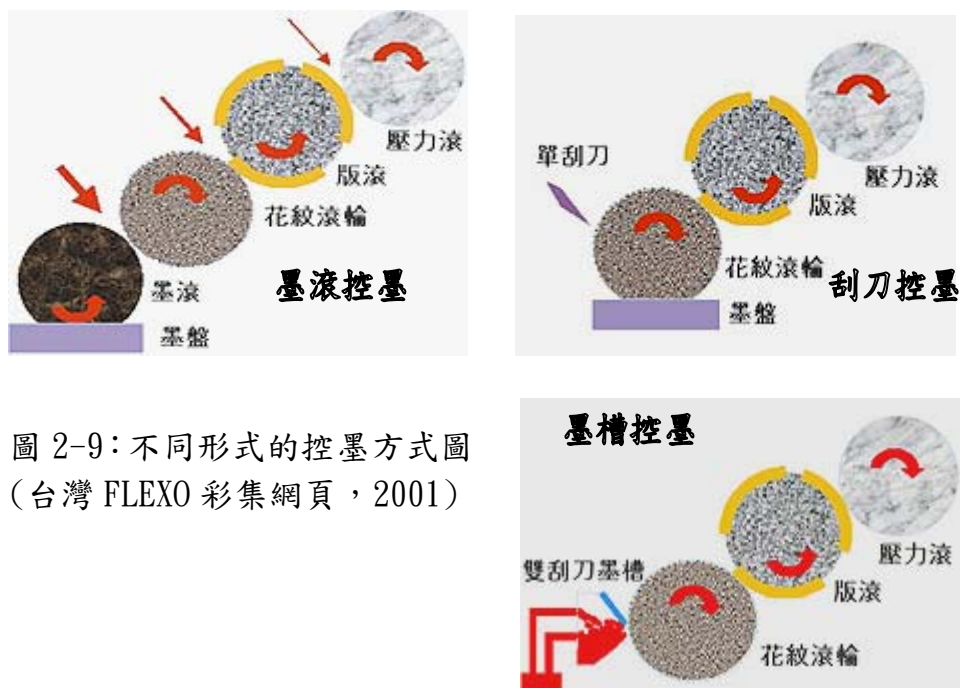 壓力滾
版滾
花紋滾輪
墨滾
墨滾控墨
墨盤
單刮刀
壓力滾
版滾
花紋滾輪
刮刀控墨
墨盤
圖 2-9：不同形式的控墨方式圖
(台灣 FLEXO 彩集網頁，2001)
墨槽控墨
雙刮刀墨槽
壓力滾
版滾
花紋滾輪